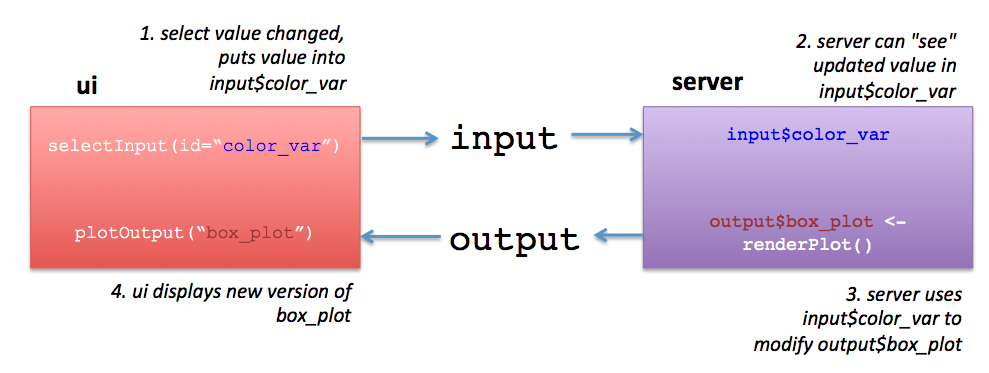 1. select value changed,
puts value into
input$color_var
ui
selectInput(id=“color_var”)
plotOutput(“box_plot”)
4. ui displays new version of
box_plot
input
output
2. server can "see"
updated value in
input$color_var
server
input$color_var
output$box_plot <-
renderPlot()
3. server uses
input$color_var to
modify output$box_plot